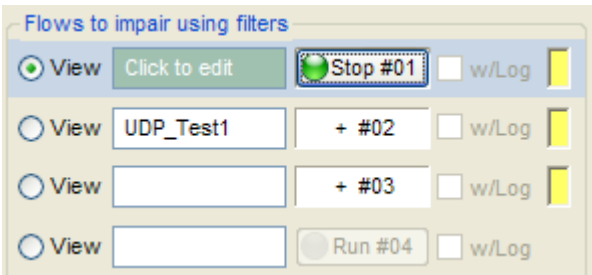 Flows to impair using filters
View Click to edit Stop #01 w/Log
View UDP_Test1 + #02 w/Log
View + #03 w/Log
View Run #04 w/Log